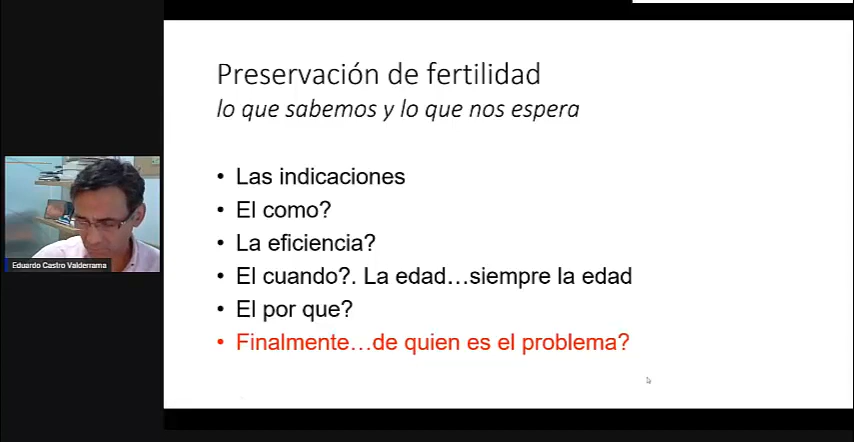 Preservación de fertilidad
lo que sabemos y lo que nos espera
• Las indicaciones
• El como?
• La eficiencia?
• El cuando?. La edad...siempre la edad
• El por que?
• Finalmente...de quien es el problema?
Eduardo Castro Valderrama